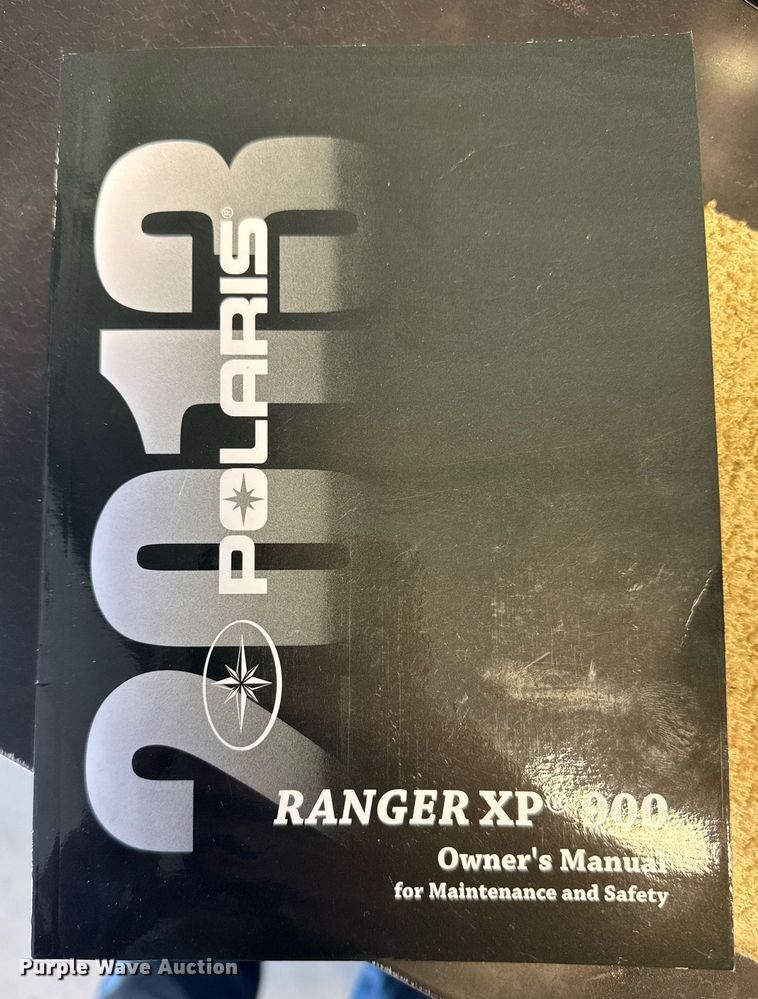 2013
POLARIS®
RANGER XP® 900
Owner's Manual
for Maintenance and Safety
Purple Wave Auction